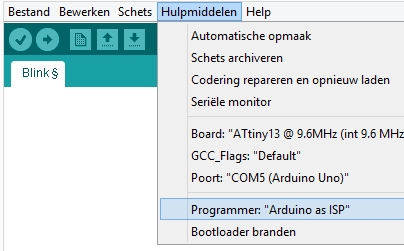 Bestand Bewerken Schets Hulpmiddelen Help
Automatische opmaak
Schets archiveren
Codering repareren en opnieuw laden
Seriële monitor
Blink§
Board: "ATtiny13 @ 9.6MHz (int 9.6 MHz
GCC_Flags: "Default"
Poort: "COM5 (Arduino Uno)"
Programmer: "Arduino as ISP"
Bootloader branden